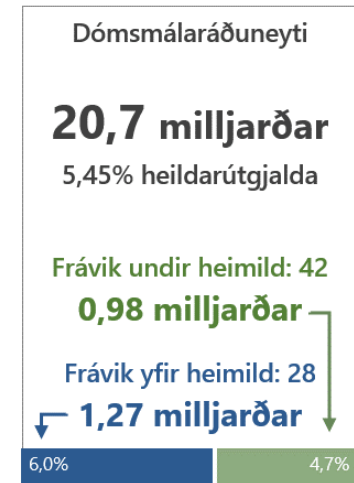 Dómsmálaráðuneyti
20,7 milljarðar
5,45% heildarútgjalda
Frávik undir heimild: 42
0,98 milljarðar
Frávik yfir heimild: 28
1,27 milljarðar
6,0% 4,7%